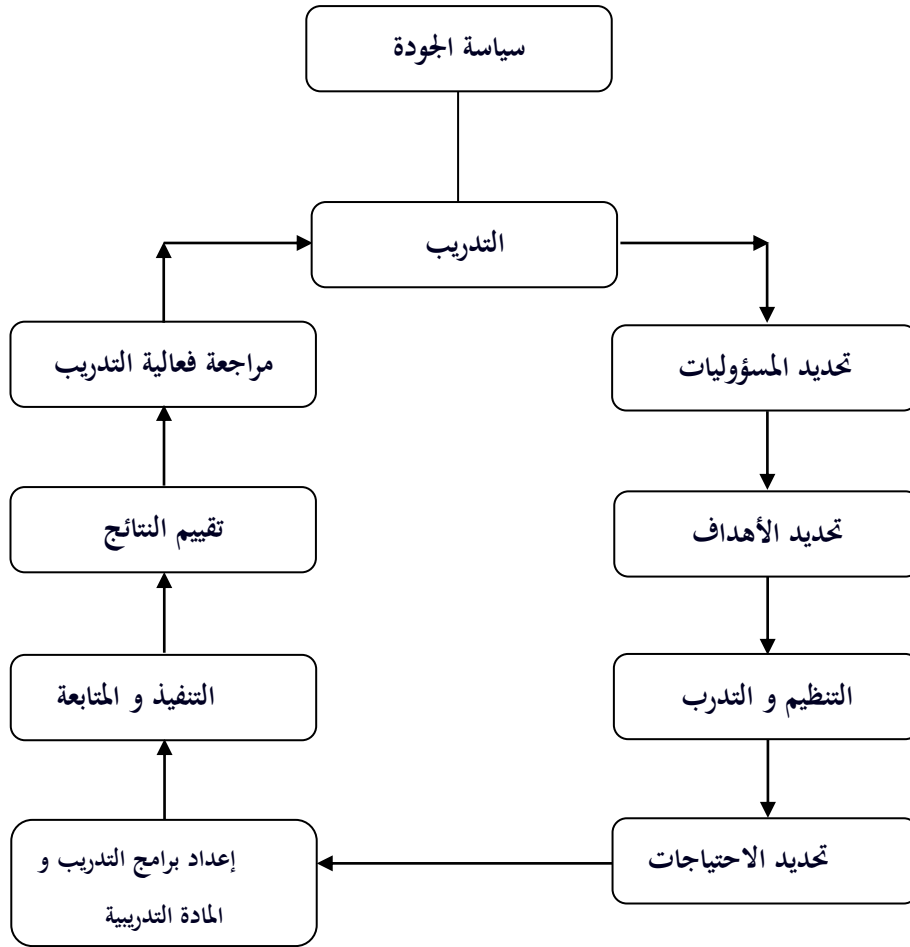 سياسة الجودة
التدريب
تحديد المسؤوليات
مراجعة فعالية التدريب
تحديد الأهداف
تقييم النتائج
التنظيم و التدرب
التنفيذ و المتابعة
تحديد الاحتياجات
إعداد برامج التدريب و
المادة التدريبية